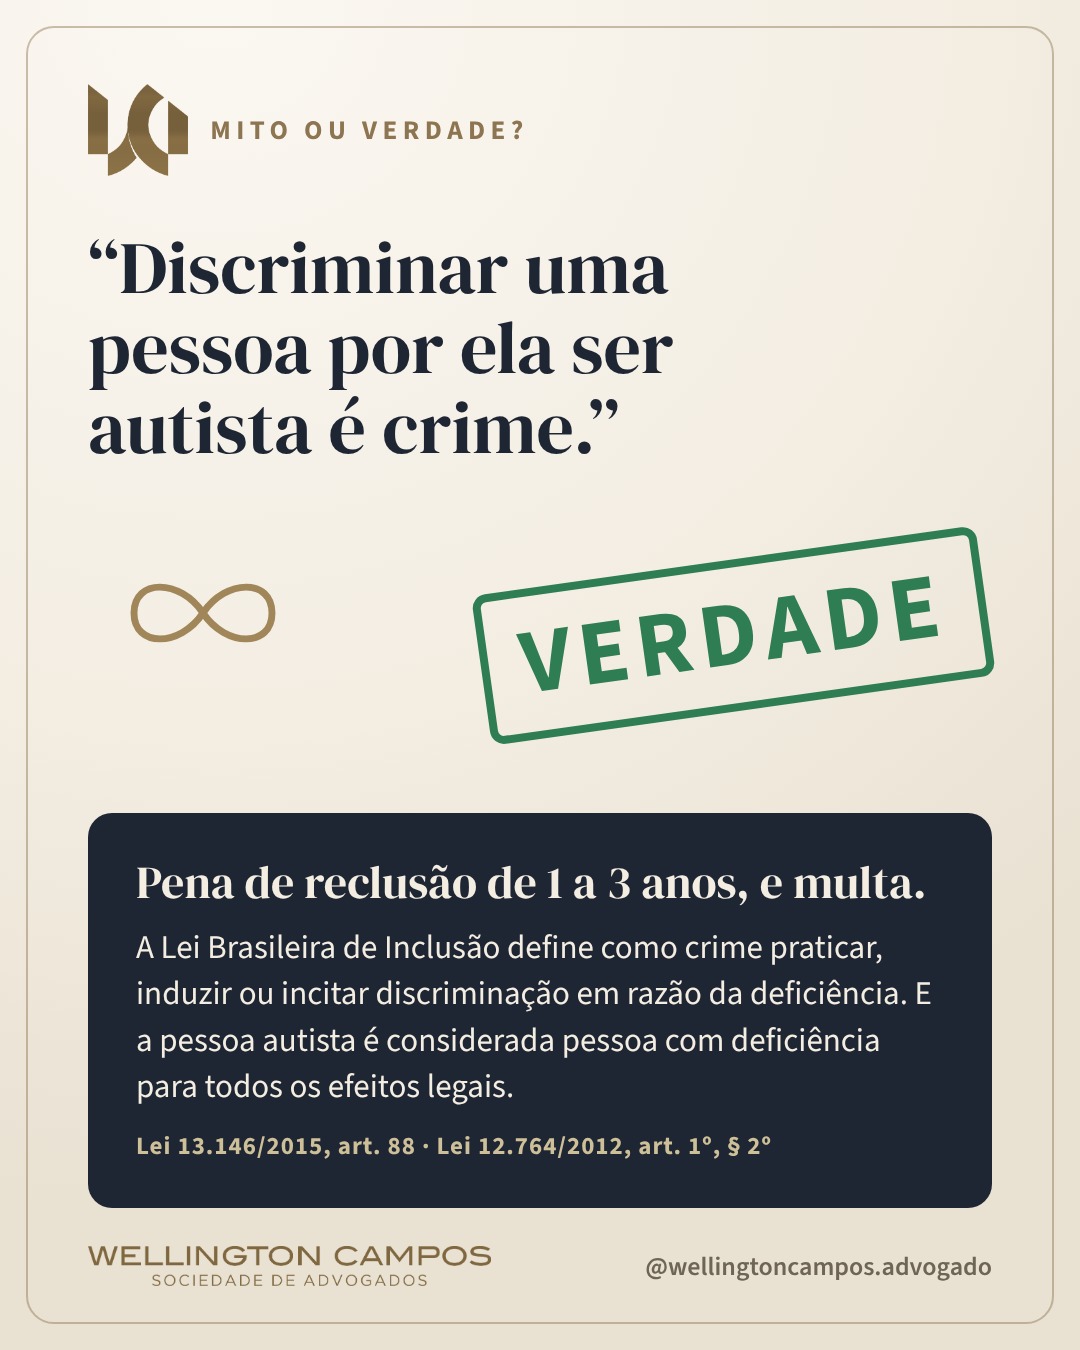 MITO OU VERDADE?
“Discriminar uma
pessoa por ela ser
autista é crime.”
VERDADE
Pena de reclusão de 1 a 3 anos, e multa.
A Lei Brasileira de Inclusão define como crime praticar,
induzir ou incitar discriminação em razão da deficiência. E
a pessoa autista é considerada pessoa com deficiência
para todos os efeitos legais.
Lei 13.146/2015, art. 88 · Lei 12.764/2012, art. 1º, § 2º
WELLINGTON CAMPOS
SOCIEDADE DE ADVOGADOS
@wellingtoncampos.advogado